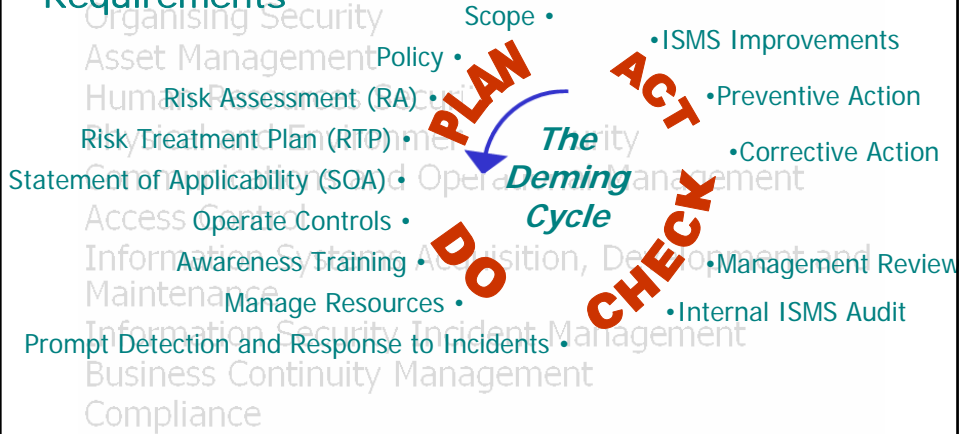 Requirements
Organising Security
Scope •
Asset Management
Policy •
Risk Assessment (RA) •
Risk Treatment Plan (RTP) •
Statement of Applicability (SOA) •
Operate Controls •
Awareness Training •
Manage Resources •
Prompt Detection and Response to Incidents •
PLAN
DO
The
Deming
Cycle
ACT
CHECK
•ISMS Improvements
•Preventive Action
•Corrective Action
•Management Review
•Internal ISMS Audit
Access Control
Maintenance
Information Security Incident Management
Business Continuity Management
Compliance